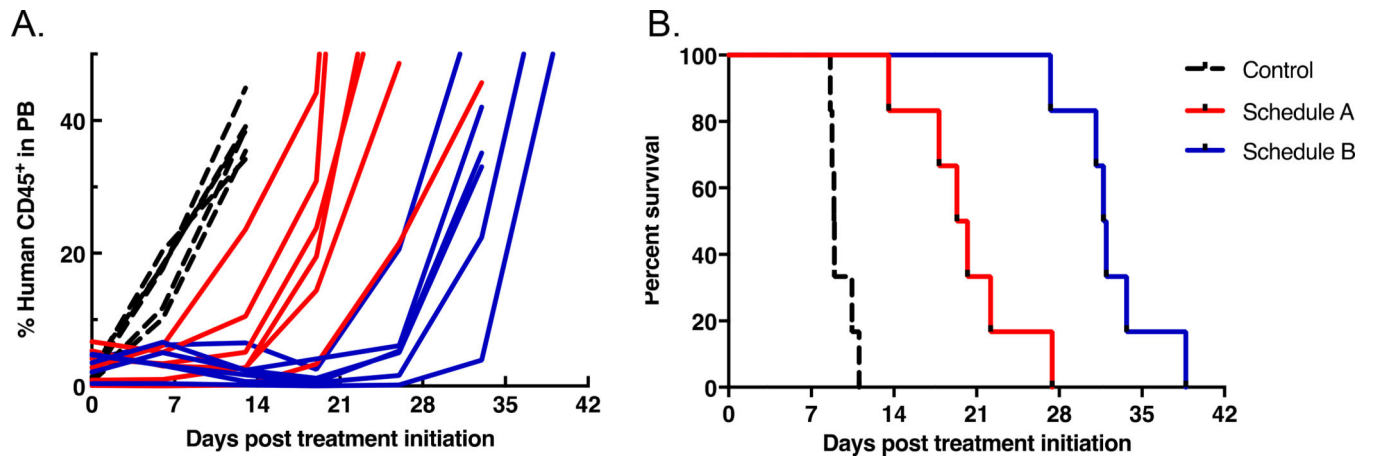 A.
% Human CD45+ in PB
40
20
0
0 7 14 21 28 35 42
Days post treatment initiation
B.
Percent survival
100
80
60
40
20
0
0 7 14 21 28 35 42
Days post treatment initiation
Control
Schedule A
Schedule B